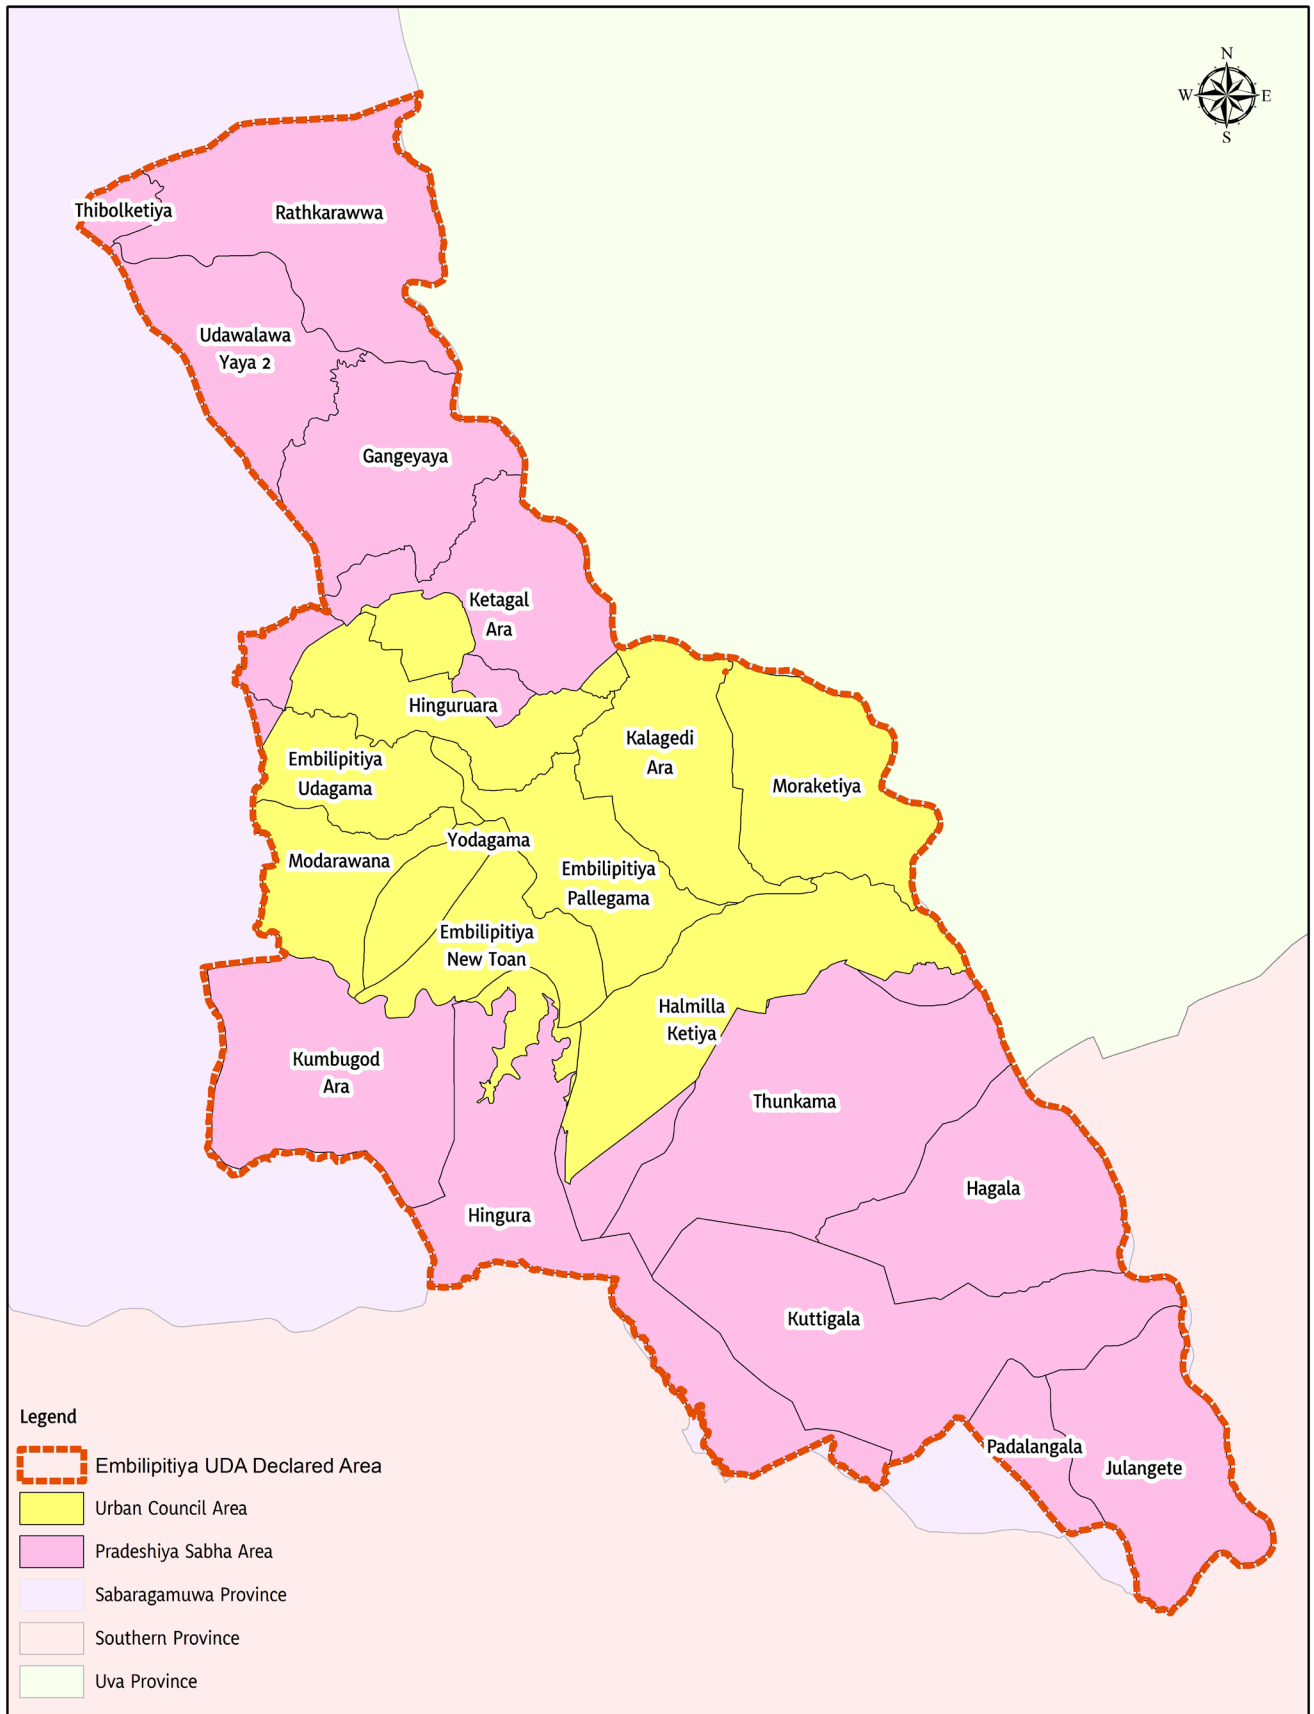 N
W E
S
Thibolketiya
Rathkarawwa
Udawalawa
Yaya 2
Gangeyaya
Ketagal
Ara
Hinguruara
Kalagedi
Ara
Embilipitiya
Udagama
Moraketiya
Yodagama
Modarawana
Embilipitiya
Pallegama
Embilipitiya
New Toan
Halmilla
Ketiya
Kumbugod
Ara
Thunkama
Hagala
Hingura
Kuttigala
Padalangala
Julangete
Legend
Embilipitiya UDA Declared Area
Urban Council Area
Pradeshiya Sabha Area
Sabaragamuwa Province
Southern Province
Uva Province